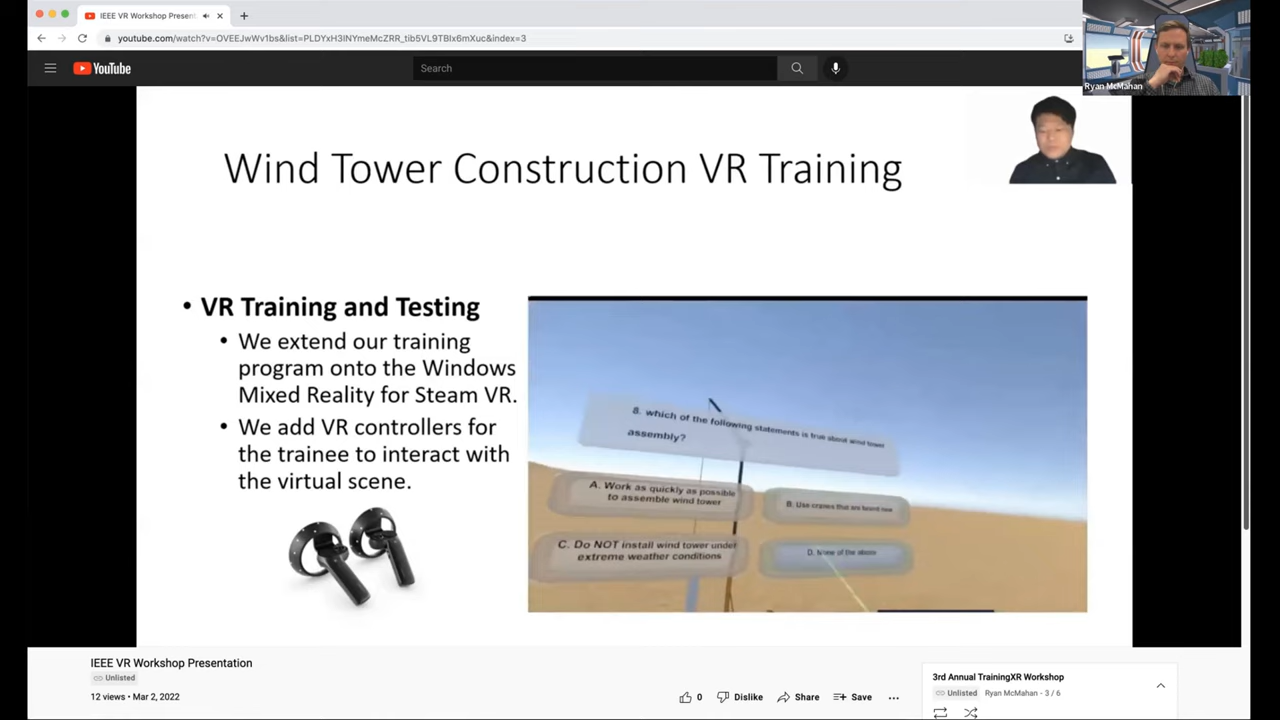 IEEE VR Workshop Present
youtube.com/watch?v=OVEEJwWv1bs&list=PLDYxH3lNYmeMcZRR_tib5VL9TBIx6mXuc&index=3
YouTube
Search
Ryan McMahan
Wind Tower Construction VR Training
• VR Training and Testing
• We extend our training
program onto the Windows
Mixed Reality for Steam VR.
• We add VR controllers for
the trainee to interact with
the virtual scene.
8. which of the following statements is true about wind tower
assembly?
A. Work as quickly as possible
to assemble wind tower
B. Use cranes that are brand new
C. Do NOT install wind tower under
extreme weather conditions
D. None of the above
IEEE VR Workshop Presentation
Unlisted
12 views • Mar 2, 2022
0
Dislike
Share
Save
3rd Annual TrainingXR Workshop
Unlisted
Ryan McMahan - 3 / 6